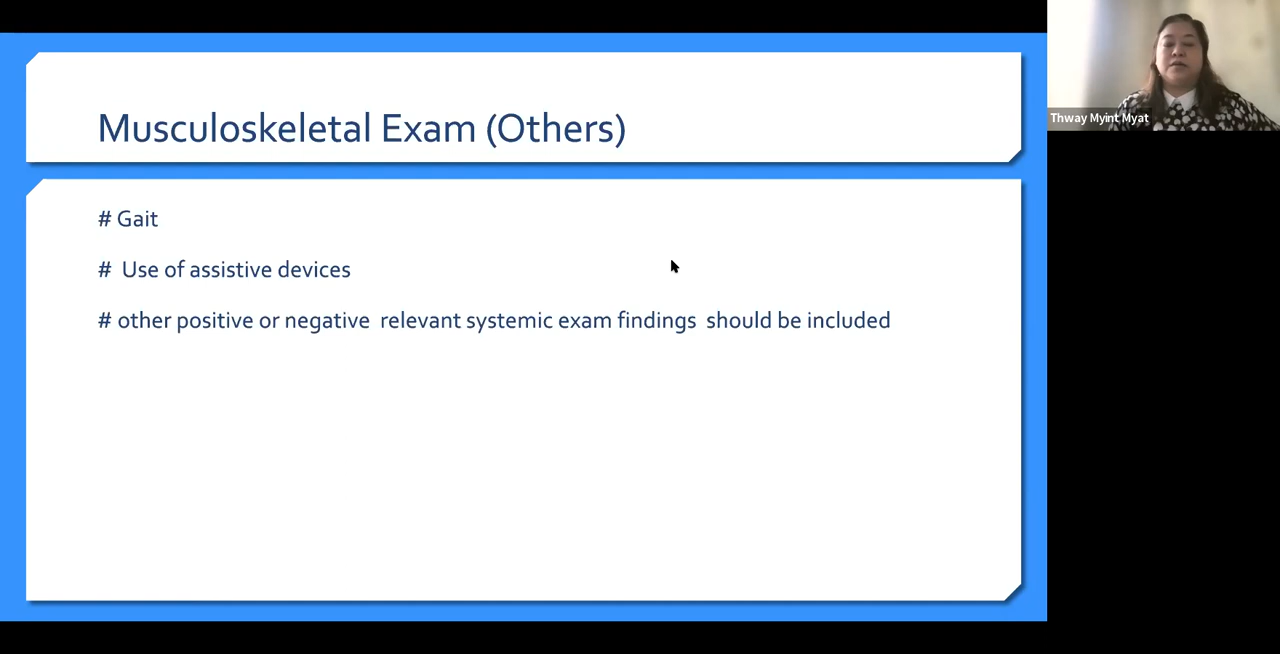 Musculoskeletal Exam (Others)
# Gait
# Use of assistive devices
# other positive or negative relevant systemic exam findings should be included
Thway Myint Myat